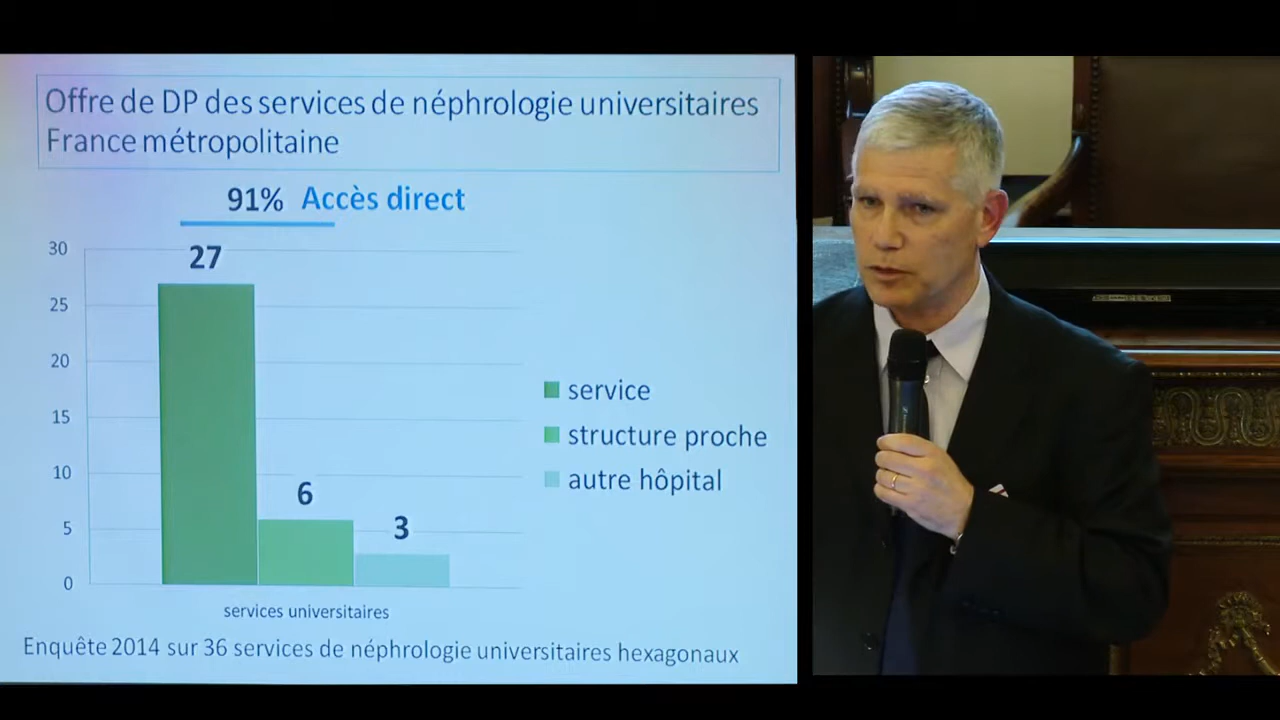 Offre de DP des services de néphrologie universitaires
France métropolitaine
91% Accès direct
30
25
20
15
10
5
0
27
6
3
service
structure proche
autre hôpital
services universitaires
Enquête 2014 sur 36 services de néphrologie universitaires hexagonaux